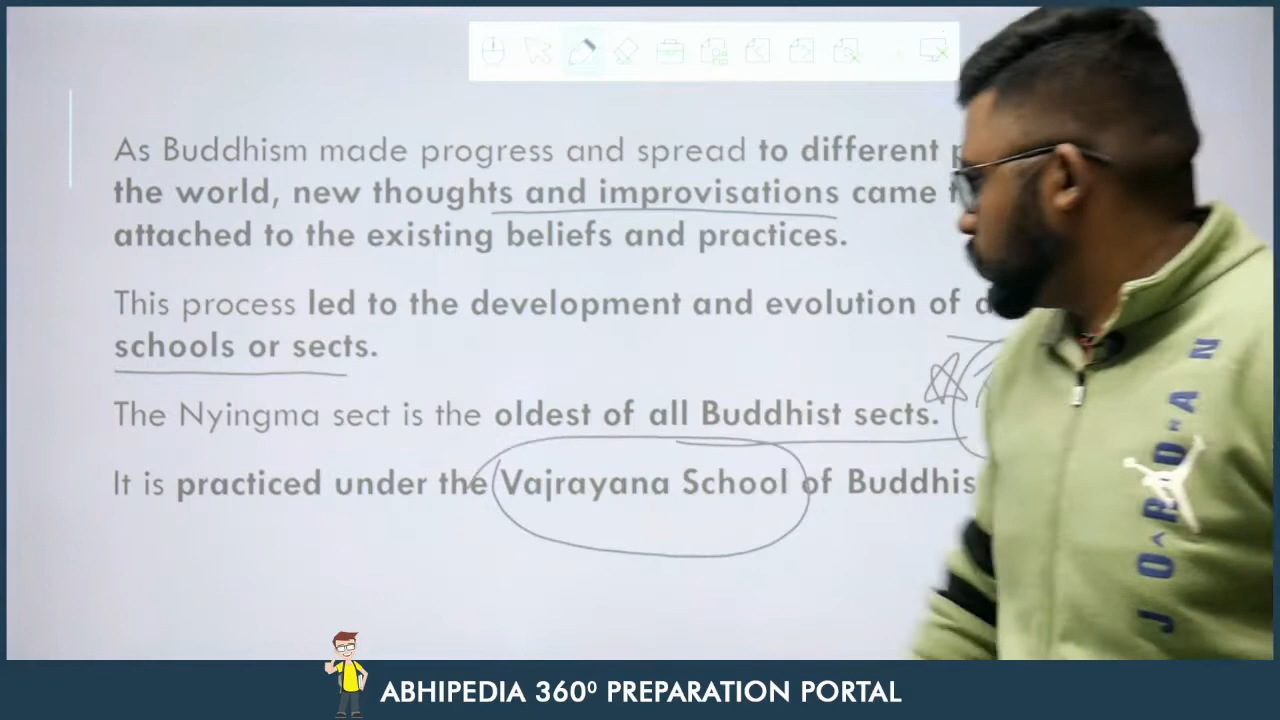 As Buddhism made progress and spread to different
the world, new thoughts and improvisations came
attached to the existing beliefs and practices.
This process led to the development and evolution of
schools or sects.
The Nyingma sect is the oldest of all Buddhist sects.
It is practiced under the Vajrayana School of
JORDAN
ABHIPEDIA 360⁰ PREPARATION PORTAL